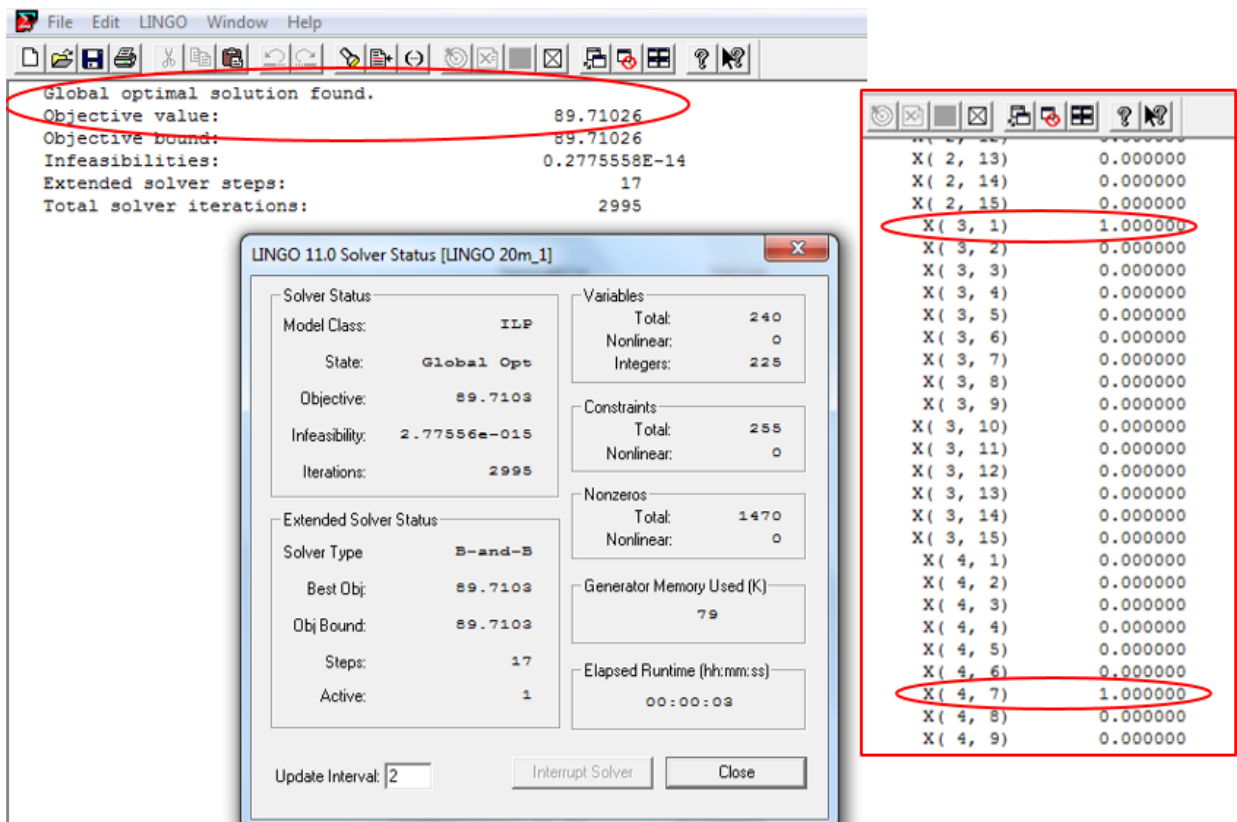 File Edit LINGO Window Help
Global optimal solution found.
Objective value: 89.71026
Objective bound: 89.71026
Infeasibilities: 0.2775558E-14
Extended solver steps: 17
Total solver iterations: 2995
LINGO 11.0 Solver Status [LINGO 20m_1]
Solver Status
Model Class: ILP
State: Global Opt
Objective: 89.7103
Infeasibility: 2.77556e-015
Iterations: 2995
Extended Solver Status
Solver Type B-and-B
Best Obj: 89.7103
Obj Bound: 89.7103
Steps: 17
Active: 1
Variables
Total: 240
Nonlinear: 0
Integers: 225
Constraints
Total: 255
Nonlinear: 0
Nonzeros
Total: 1470
Nonlinear: 0
Generator Memory Used (K)
79
Elapsed Runtime (hh:mm:ss)
00:00:03
Update Interval: 2
Interrupt Solver
Close
X( 2, 13) 0.000000
X( 2, 14) 0.000000
X( 2, 15) 0.000000
X( 3, 1) 1.000000
X( 3, 2) 0.000000
X( 3, 3) 0.000000
X( 3, 4) 0.000000
X( 3, 5) 0.000000
X( 3, 6) 0.000000
X( 3, 7) 0.000000
X( 3, 8) 0.000000
X( 3, 9) 0.000000
X( 3, 10) 0.000000
X( 3, 11) 0.000000
X( 3, 12) 0.000000
X( 3, 13) 0.000000
X( 3, 14) 0.000000
X( 3, 15) 0.000000
X( 4, 1) 0.000000
X( 4, 2) 0.000000
X( 4, 3) 0.000000
X( 4, 4) 0.000000
X( 4, 5) 0.000000
X( 4, 6) 0.000000
X( 4, 7) 1.000000
X( 4, 8) 0.000000
X( 4, 9) 0.000000